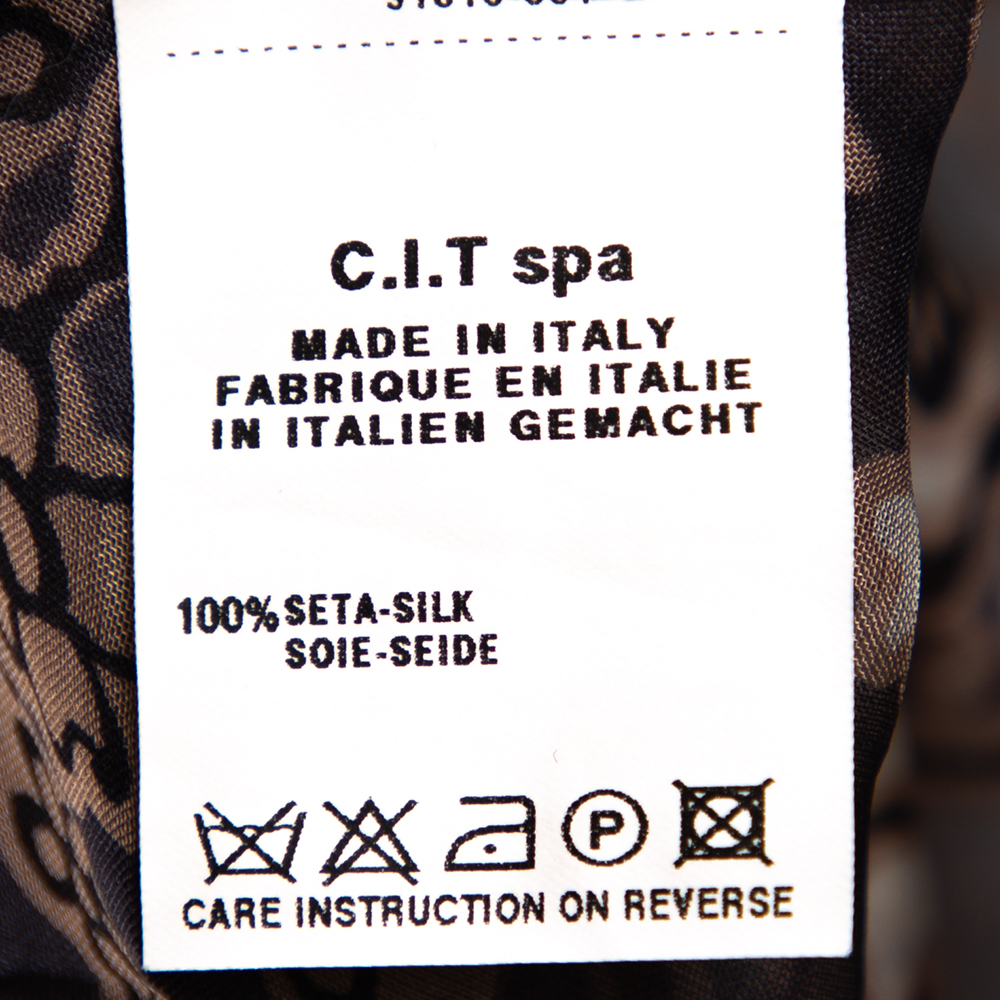 C.I.T spa
MADE IN ITALY
FABRIQUE EN ITALIE
IN ITALIEN GEMACHT
100% SETA-SILK
SOIE-SEIDE
P
CARE INSTRUCTION ON REVERSE